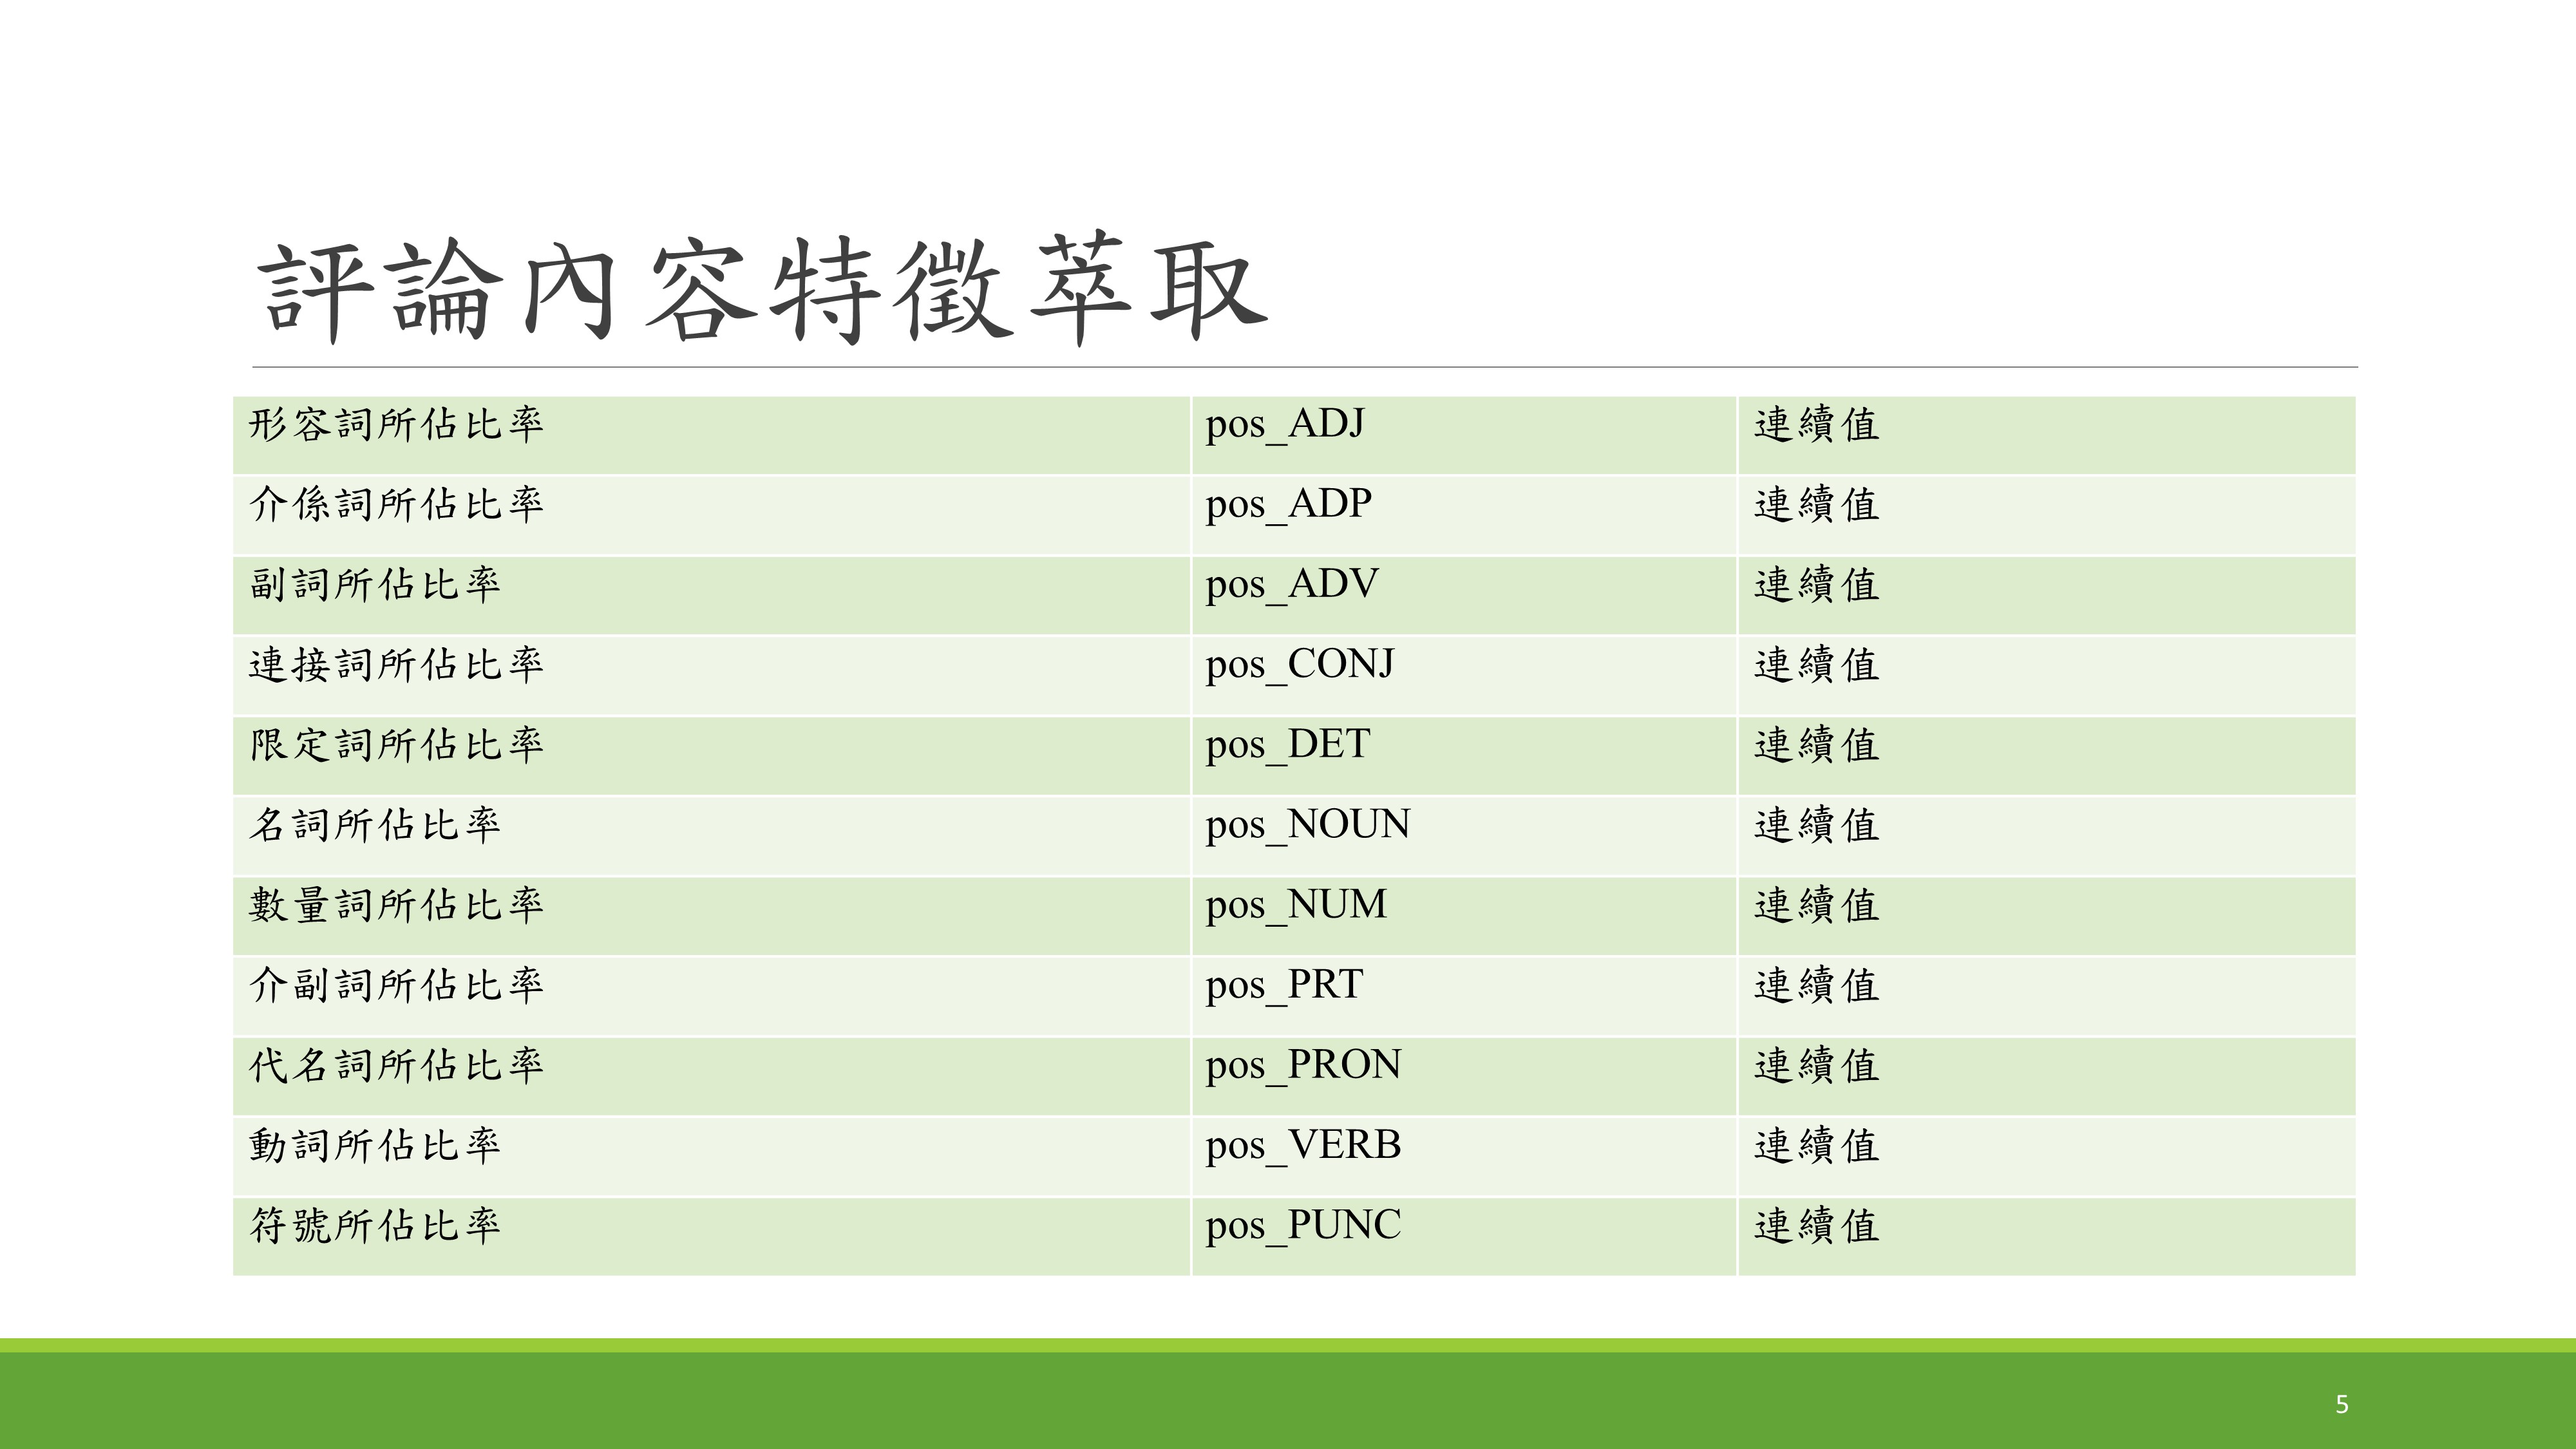 評論內容特徵萃取
形容詞所佔比率 pos_ADJ 連續值
介係詞所佔比率 pos_ADP 連續值
副詞所佔比率 pos_ADV 連續值
連接詞所佔比率 pos_CONJ 連續值
限定詞所佔比率 pos_DET 連續值
名詞所佔比率 pos_NOUN 連續值
數量詞所佔比率 pos_NUM 連續值
介副詞所佔比率 pos_PRT 連續值
代名詞所佔比率 pos_PRON 連續值
動詞所佔比率 pos_VERB 連續值
符號所佔比率 pos_PUNC 連續值
5